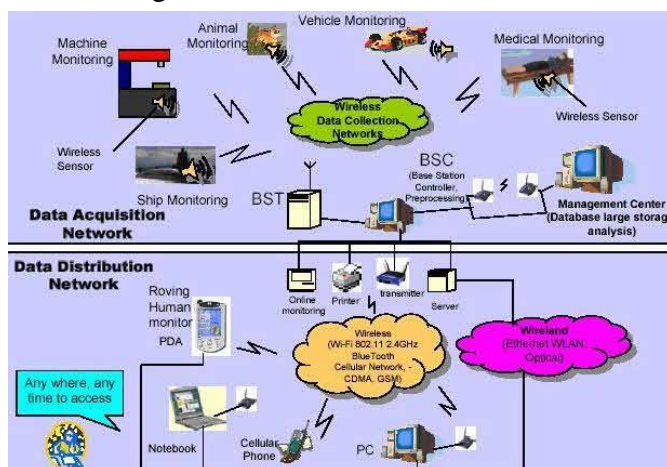 Machine
Monitoring
Animal
Monitoring
Vehicle Monitoring
Medical Monitoring
Wireless
Data Collection
Networks
Wireless
Sensor
Wireless Sensor
Ship Monitoring
BST
BSC
(Base Station
Controller,
Preprocessing)
Management Center
(Database large storag
analysis)
Data Acquisition
Network
Data Distribution
Network
Online
monitoring
Printer
transmitter
Server
Roving
Human
monitor
PDA
Wireless
(Wi-Fi 802.11 2.4GHz
BlueTooth
Cellular Network, -
CDMA, GSM)
Wireland
(Ethernet WLAN,
Optical)
Any where, any
time to access
Notebook
Cellular
Phone
PC